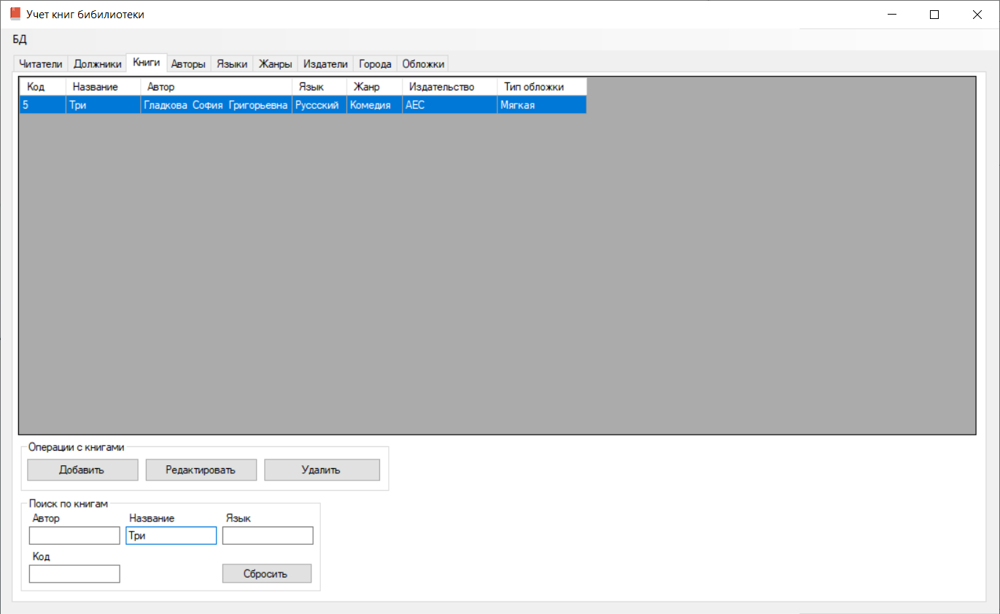 Учет книг бибилиотеки
БД
Читатели Должники Книги Авторы Языки Жанры Издатели Города Обложки
Код Название Автор Язык Жанр Издательство Тип обложки
5 Три Гладкова София Григорьевна Руссский Комедия АЕС Мягкая
Операции с книгами
Добавить Редактировать Удалить
Поиск по книгам
Автор Название Язык
Три
Код
Сбросить